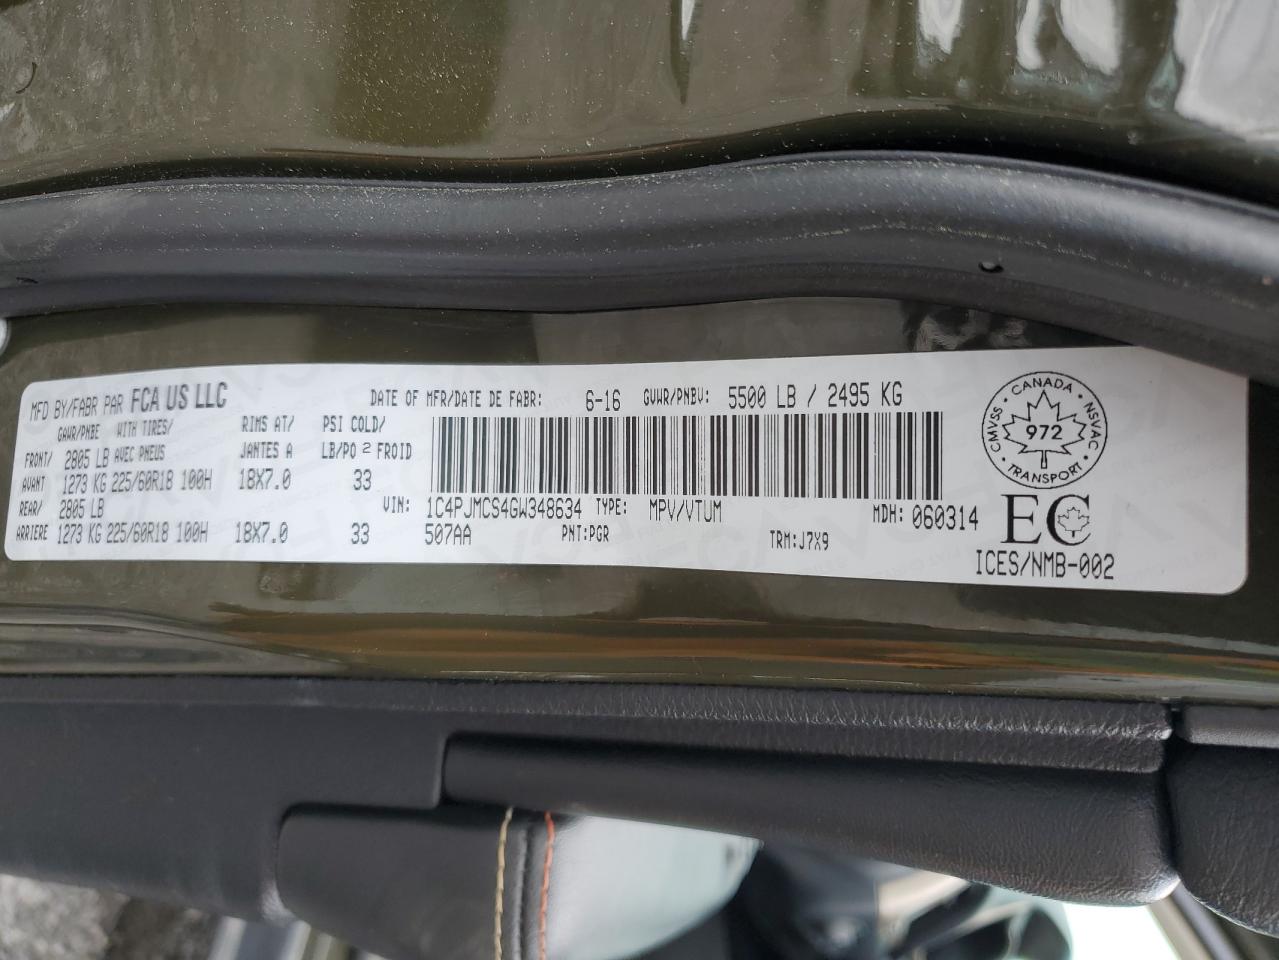 MFD BY/FABR PAR FCA US LLC DATE OF MFR/DATE DE FABR: 6-16 GVWR/PNBV: 5500 LB / 2495 KG
GAWR/PNBE WITH TIRES/ RIMS AT/ PSI COLD/
FRONT/ 2805 LB AVEC PNEUS JANTES A LB/PO 2 FROID
AVANT 1273 KG 225/60R18 100H 18X7.0 33
REAR/ 2805 LB VIN: 1C4PJMCS4GW348634 TYPE: MPV/VTUM MDH: 060314
ARRIERE 1273 KG 225/60R18 100H 18X7.0 33 507AA PNT:PGR TRM:J7X9
CANADA
CMVSS NSVAC
972
TRANSPORT
EC
ICES/NMB-002